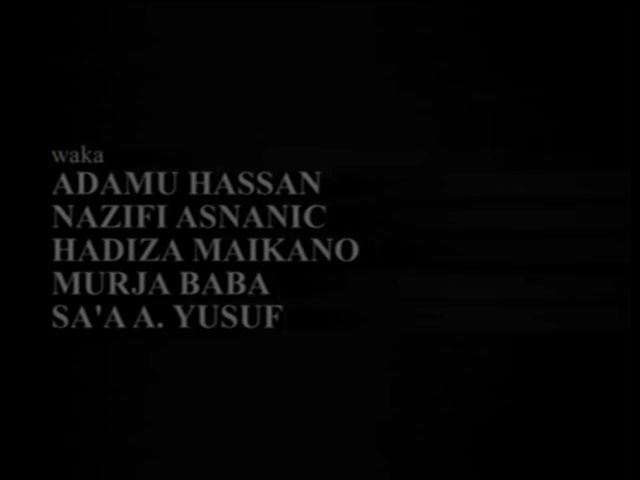 waka
ADAMU HASSAN
NAZIFI ASNANIC
HADIZA MAIKANO
MURJA BABA
SA'A A. YUSUF